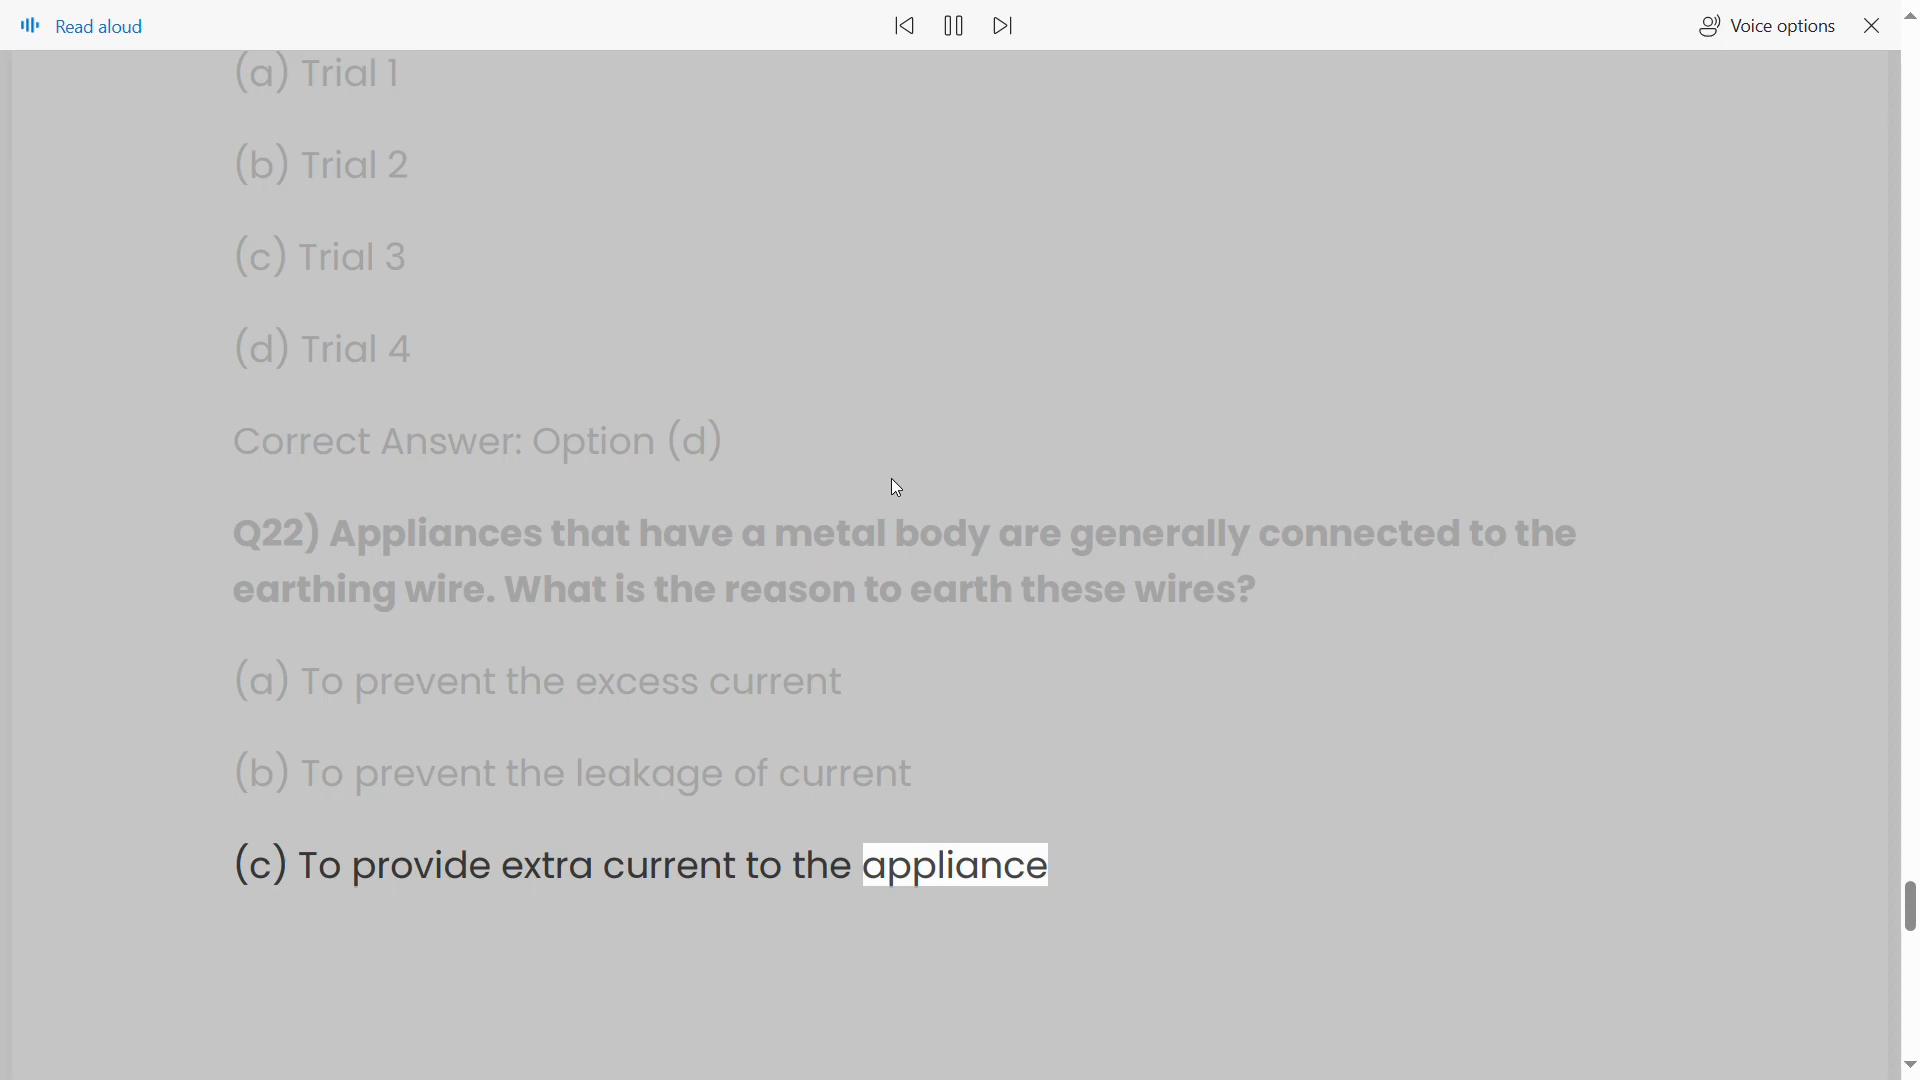 Read aloud
Voice options
(a) Trial 1
(b) Trial 2
(c) Trial 3
(d) Trial 4
Correct Answer: Option (d)
Q22) Appliances that have a metal body are generally connected to the
earthing wire. What is the reason to earth these wires?
(a) To prevent the excess current
(b) To prevent the leakage of current
(c) To provide extra current to the appliance